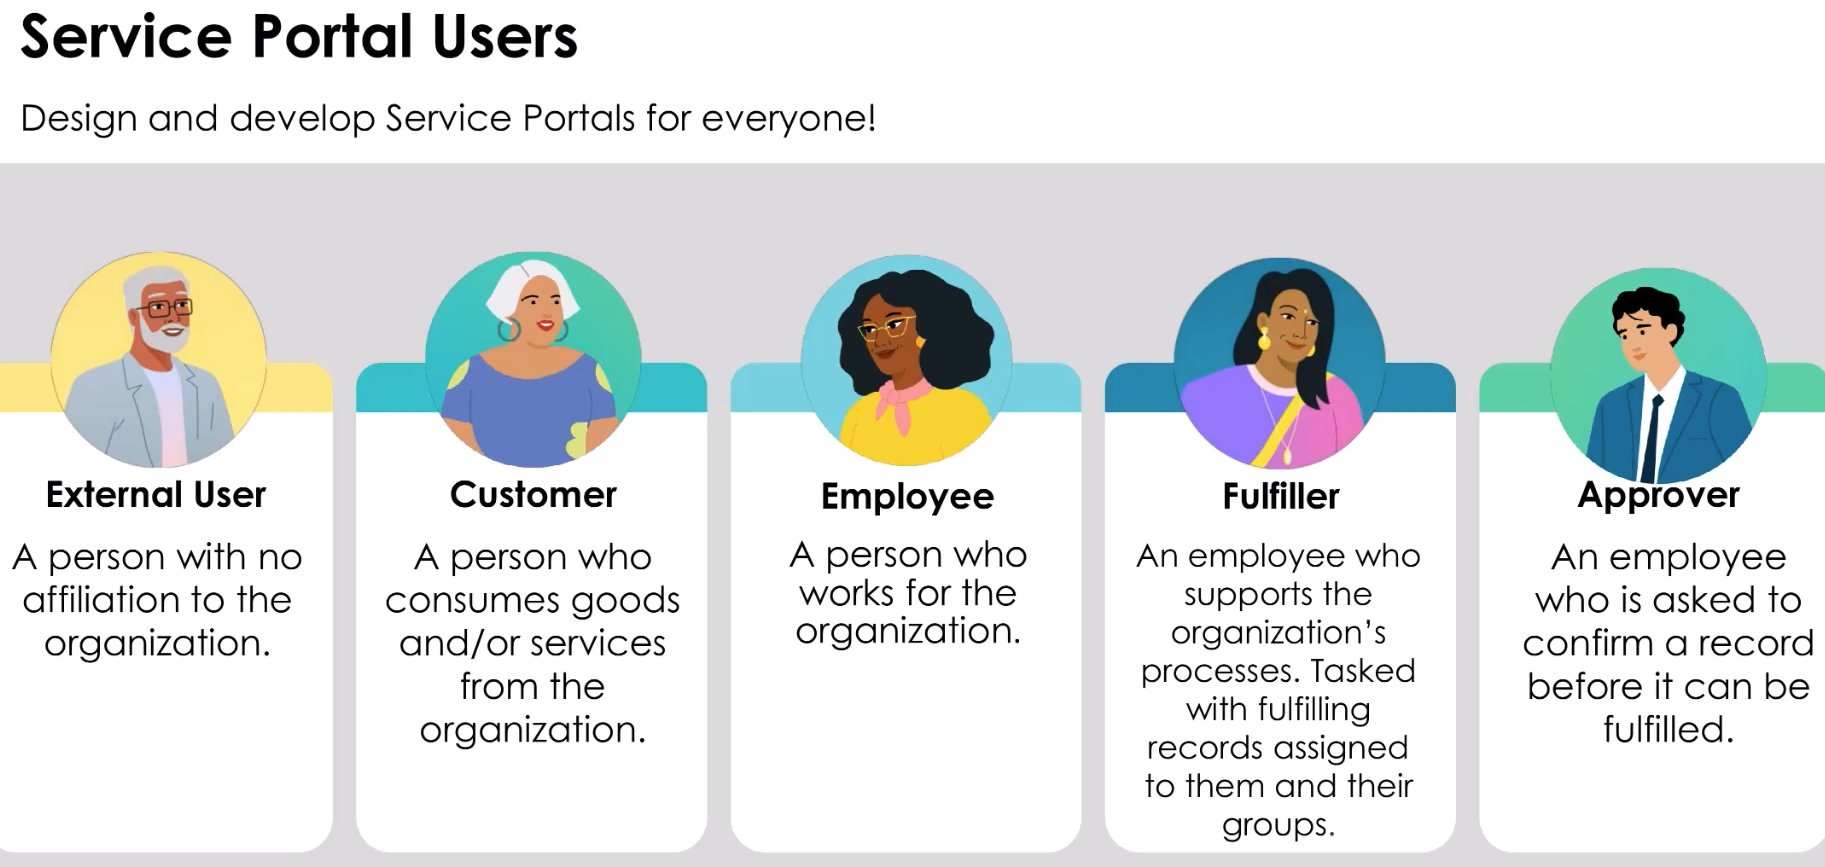 Service Portal Users
Design and develop Service Portals for everyone!
External User
A person with no
affiliation to the
organization.
Customer
A person who
consumes goods
and/or services
from the
organization.
Employee
A person who
works for the
organization.
Fulfiller
An employee who
supports the
organization’s
processes. Tasked
with fulfilling
records assigned
to them and their
groups.
Approver
An employee
who is asked to
confirm a record
before it can be
fulfilled.